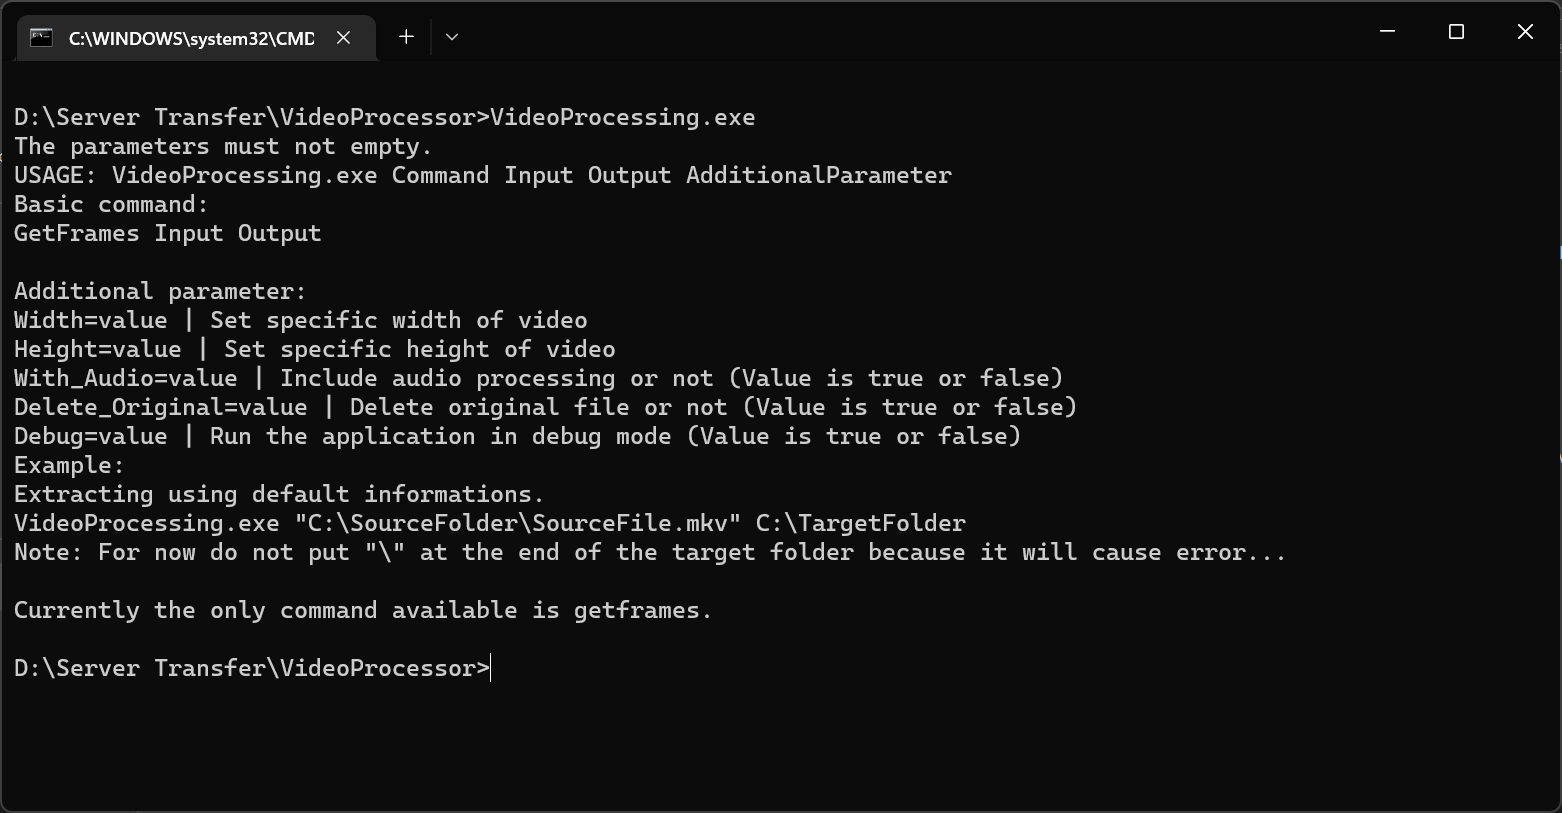 C:\WINDOWS\system32\CMD
D:\Server Transfer\VideoProcessor>VideoProcessing.exe
The parameters must not empty.
USAGE: VideoProcessing.exe Command Input Output AdditionalParameter
Basic command:
GetFrames Input Output
Additional parameter:
Width=value | Set specific width of video
Height=value | Set specific height of video
With_Audio=value | Include audio processing or not (Value is true or false)
Delete_Original=value | Delete original file or not (Value is true or false)
Debug=value | Run the application in debug mode (Value is true or false)
Example:
Extracting using default informations.
VideoProcessing.exe "C:\SourceFolder\SourceFile.mkv" C:\TargetFolder
Note: For now do not put "\" at the end of the target folder because it will cause error...
Currently the only command available is getframes.
D:\Server Transfer\VideoProcessor>